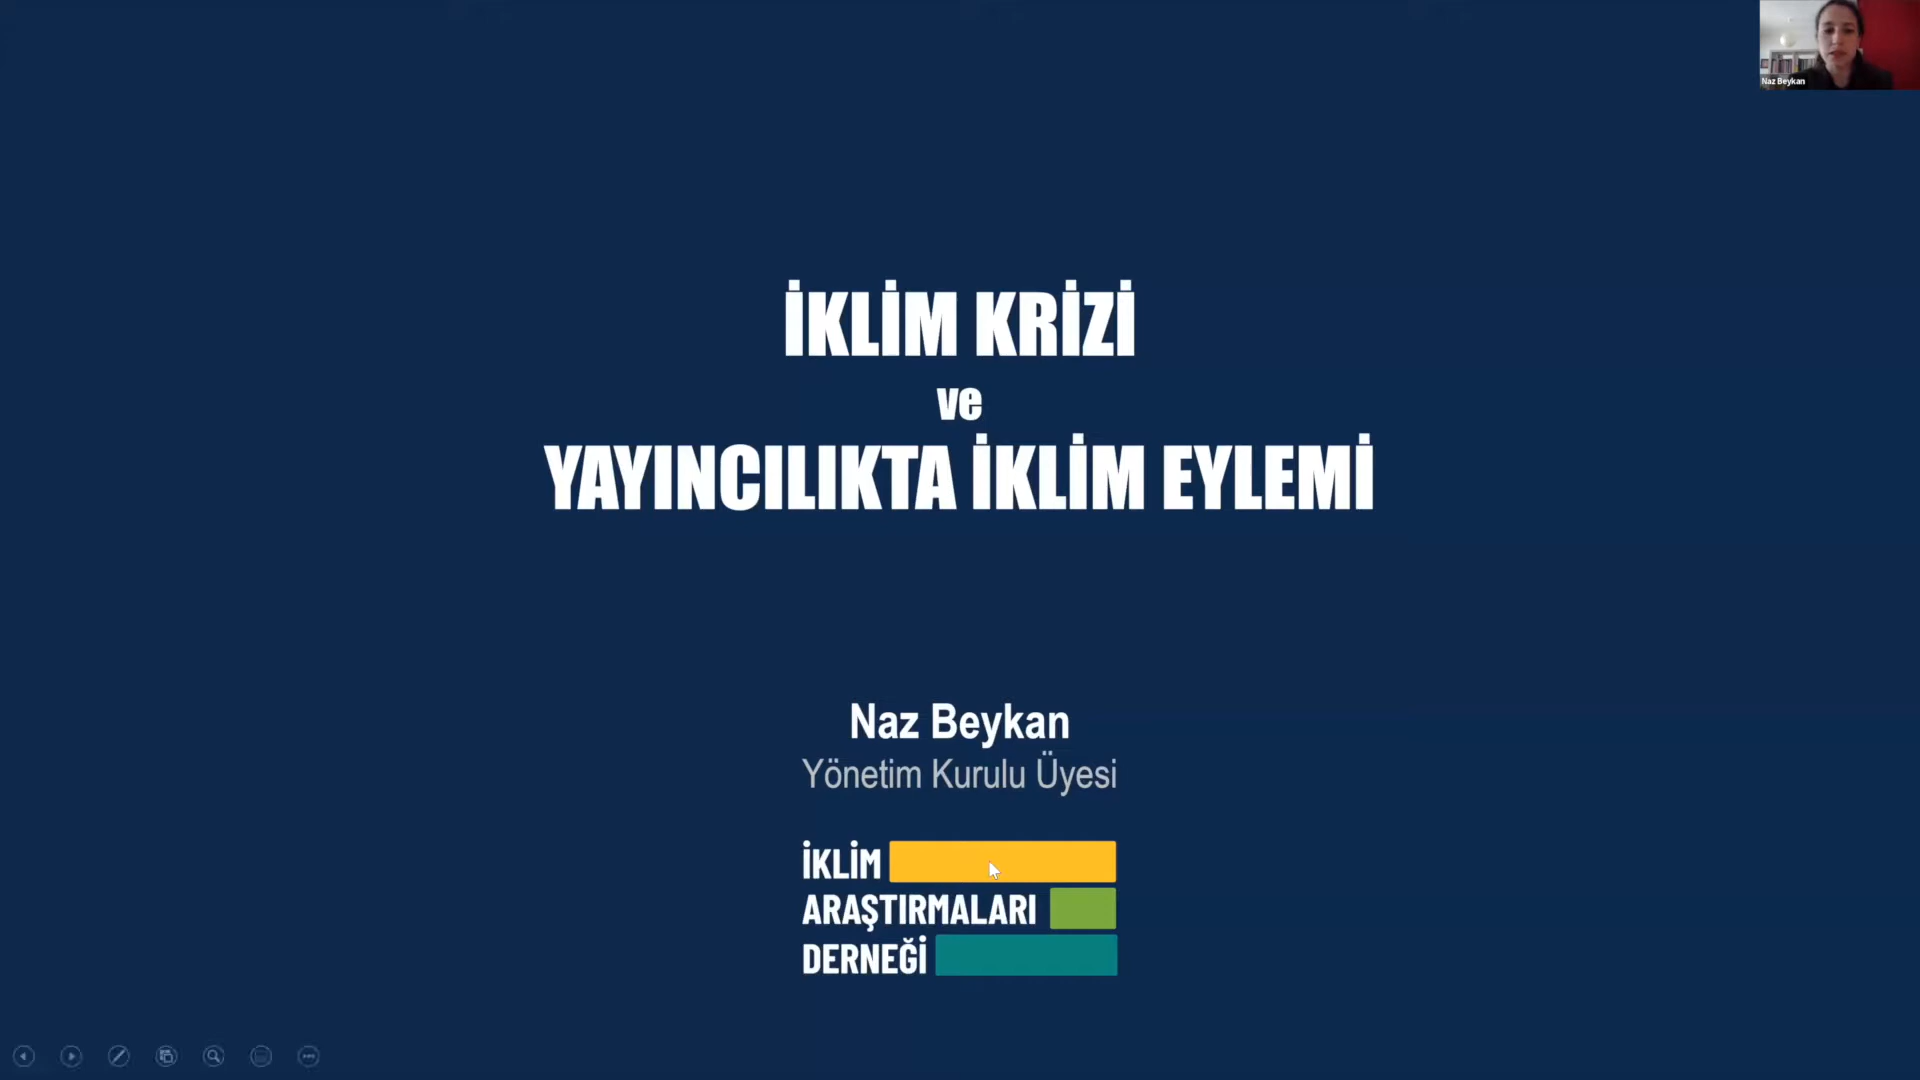 Naz Beykan
İKLİM KRİZİ
ve
YAYINCILIKTA İKLİM EYLEMİ
Naz Beykan
Yönetim Kurulu Üyesi
İKLİM
ARAŞTIRMALARI
DERNEĞİ